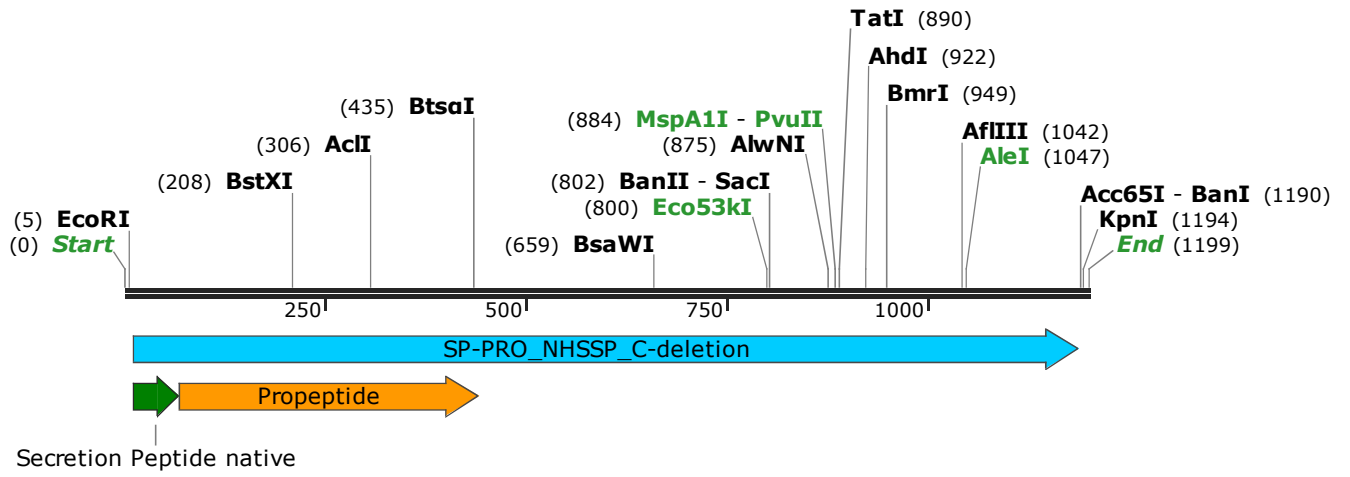 TatI (890)
AhdI (922)
BmrI (949)
(435) BtsαI
(884) MspA1I - PvuII
AflIII (1042)
(306) AclI
(875) AlwNI
AleI (1047)
(208) BstXI
(802) BanII - SacI
Acc65I - BanI (1190)
(5) EcoRI
(800) Eco53kI
KpnI (1194)
(0) Start
(659) BsaWI
End (1199)
250
500
750
1000
SP-PRO_NHSSP_C-deletion
Propeptide
Secretion Peptide native